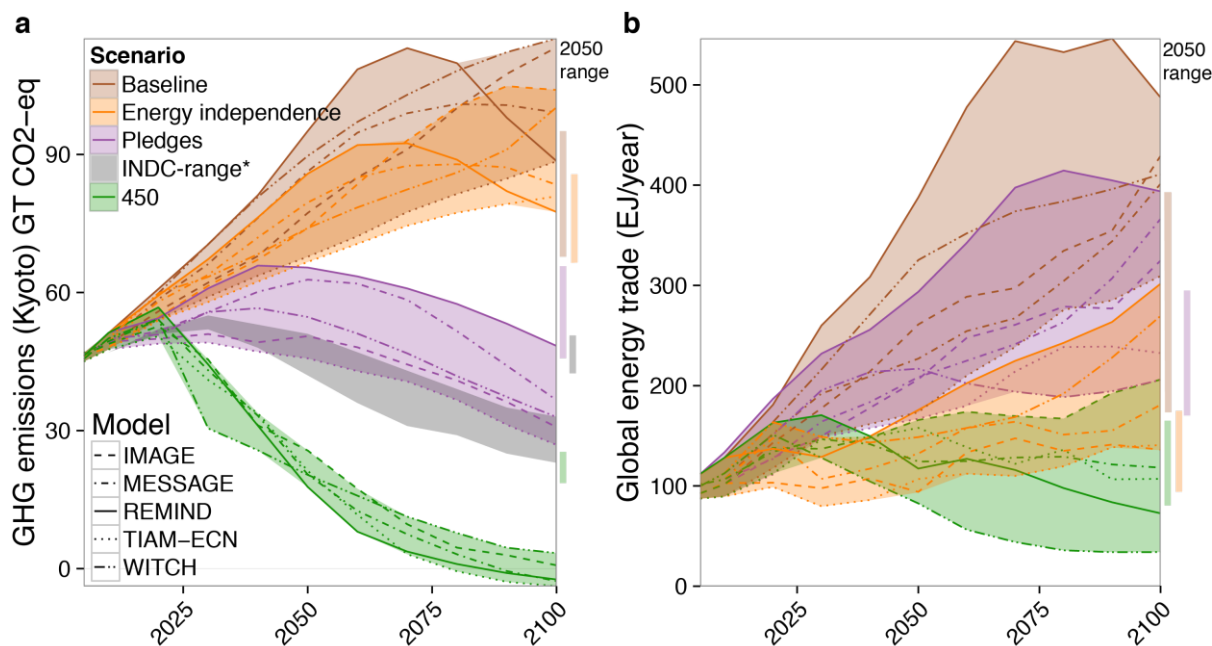 a
GHG emissions (Kyoto) GT CO2−eq
90
60
30
0
Scenario
Baseline
Energy independence
Pledges
INDC−range*
450
Model
IMAGE
MESSAGE
REMIND
TIAM−ECN
WITCH
2050
range
2025
2050
2075
2100
b
Global energy trade (EJ/year)
500
400
300
200
100
0
2050
range
2025
2050
2075
2100